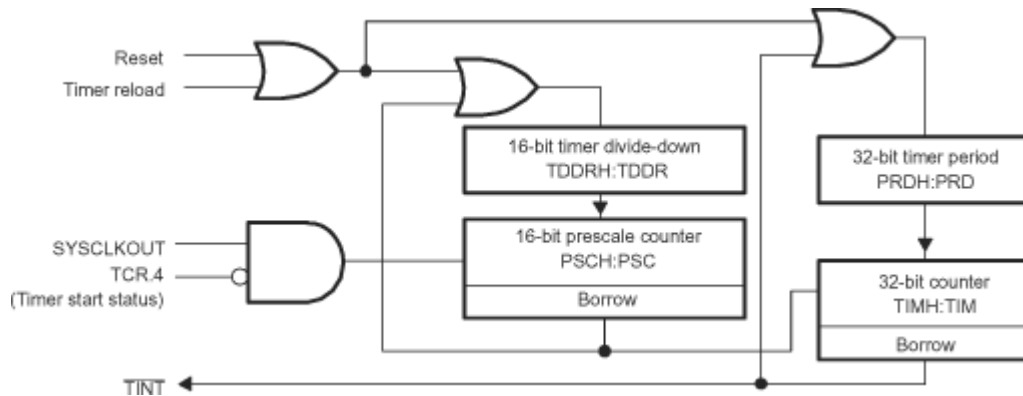 Reset
Timer reload
16-bit timer divide-down
TDDRH:TDDR
32-bit timer period
PRDH:PRD
16-bit prescale counter
PSCH:PSC
Borrow
SYSCLKOUT
TCR.4
(Timer start status)
32-bit counter
TIMH:TIM
Borrow
TINT